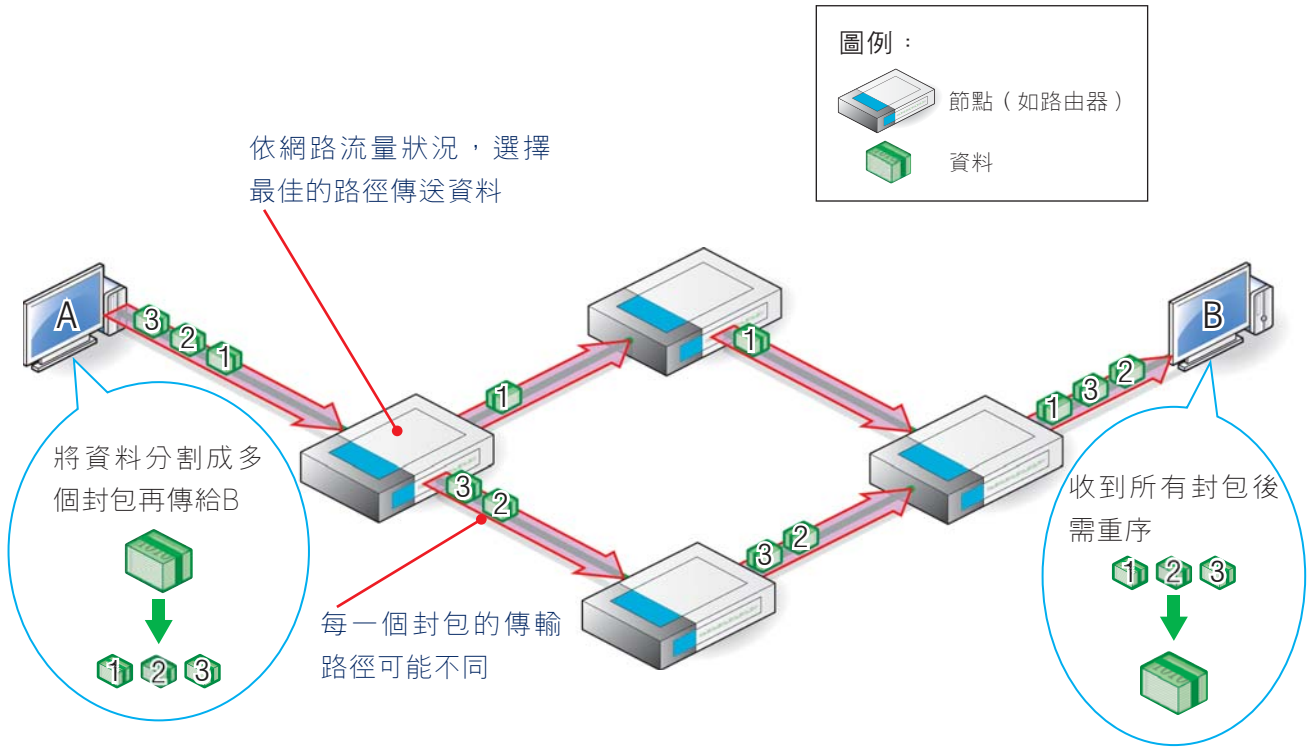 圖例：
節點（如路由器）
資料
依網路流量狀況，選擇
最佳的路徑傳送資料
A
3 2 1
1
1
B
1 3 2
3 2
3 2
將資料分割成多
個封包再傳給B
1010
1 2 3
每一個封包的傳輸
路徑可能不同
收到所有封包後
需重序
1 2 3
1010